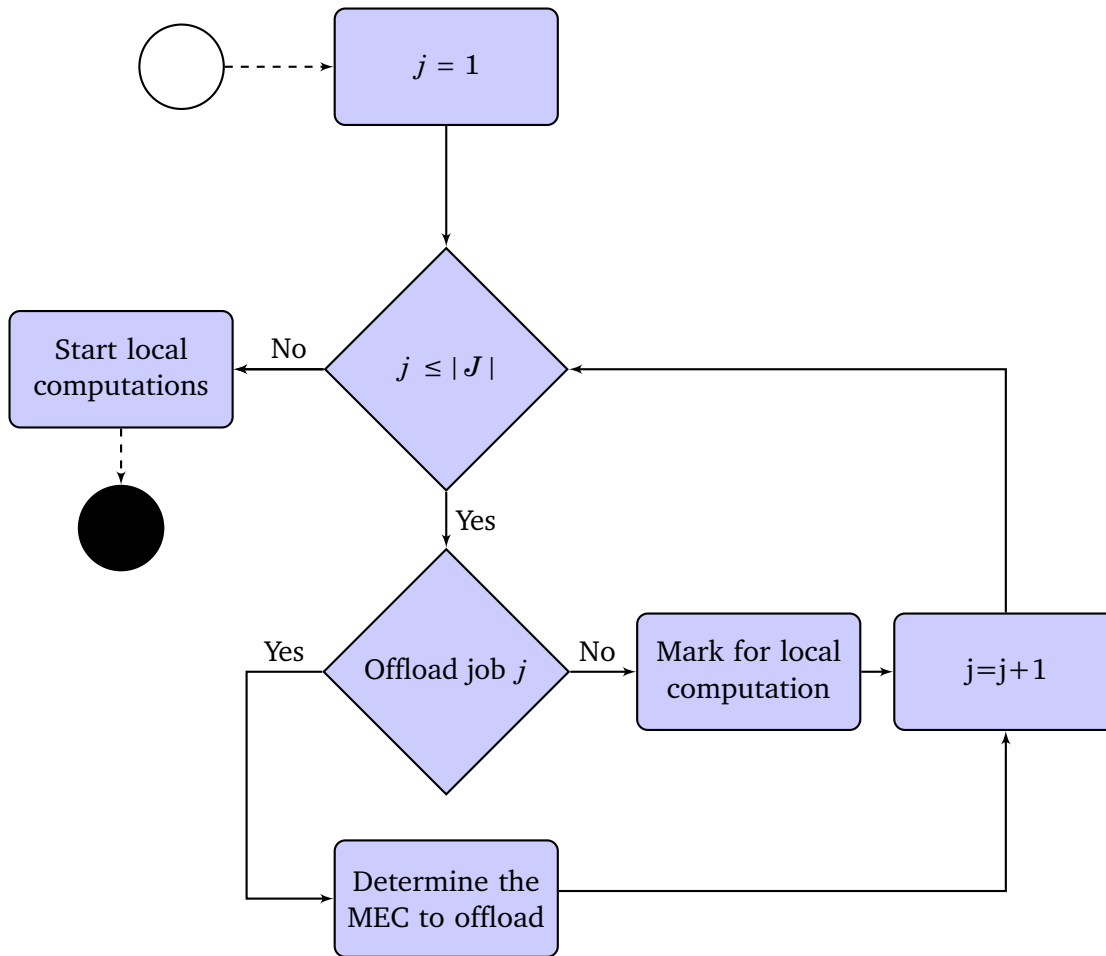 j = 1
Start local
computations
No
j ≤ | J |
Yes
Yes
Offload job j
No
Mark for local
computation
j=j+1
Determine the
MEC to offload